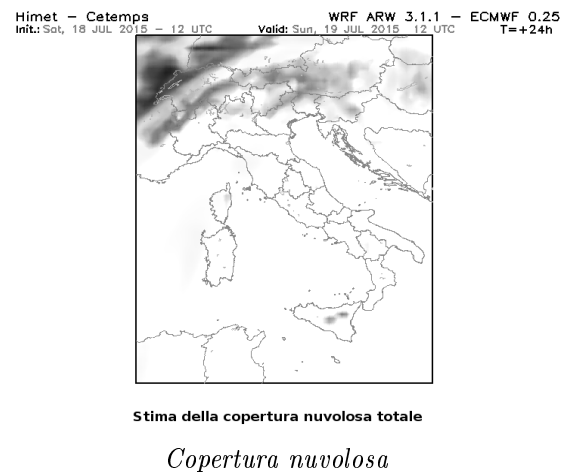 Himet – Cetemps WRF ARW 3.1.1 – ECMWF 0.25
Init.: Sat, 18 JUL 2015 – 12 UTC Valid: Sun, 19 JUL 2015 12 UTC T=+24h
Stima della copertura nuvolosa totale
Copertura nuvolosa